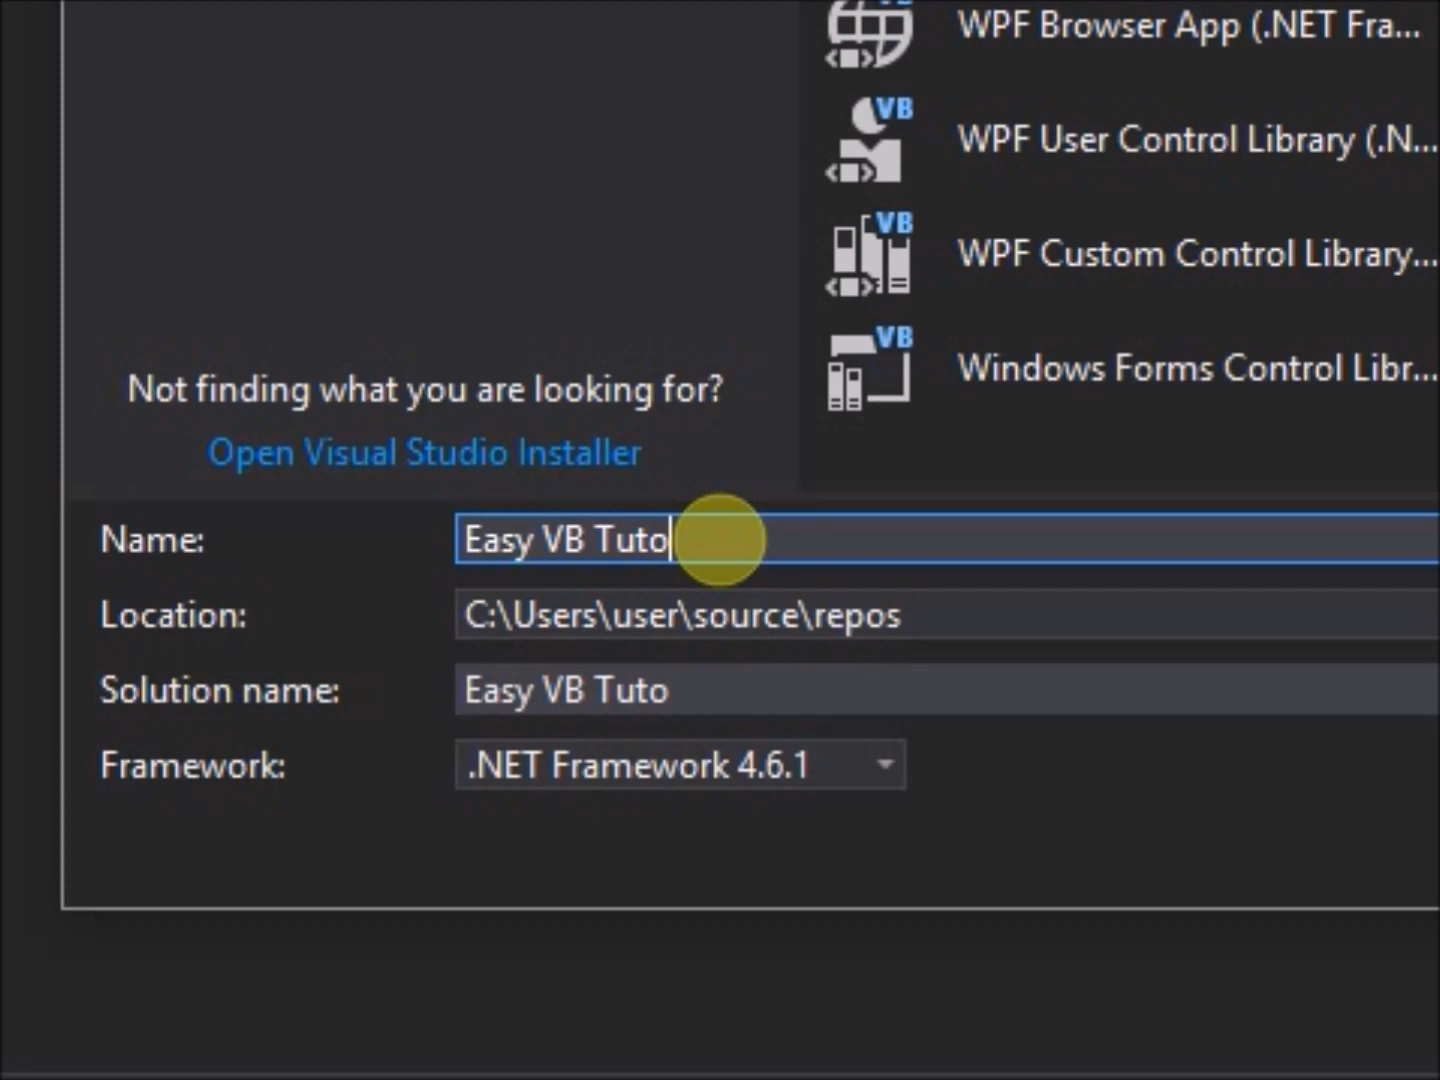 WPF Browser App (.NET Fra...
VB
WPF User Control Library (.N...
VB
WPF Custom Control Library...
VB
Windows Forms Control Libr...
Not finding what you are looking for?
Open Visual Studio Installer
Name: Easy VB Tuto
Location: C:\Users\user\source\repos
Solution name: Easy VB Tuto
Framework: .NET Framework 4.6.1